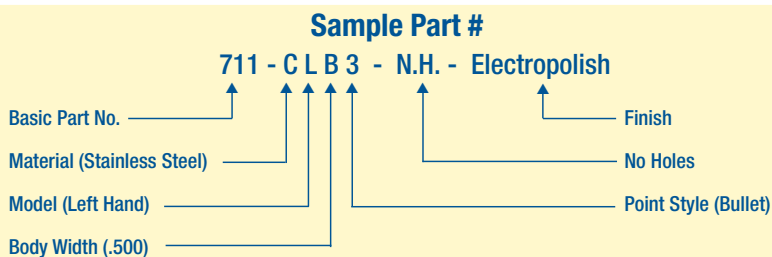 Sample Part #
711 - C L B 3 - N.H. - Electropolish
Basic Part No.
Finish
Material (Stainless Steel)
No Holes
Model (Left Hand)
Point Style (Bullet)
Body Width (.500)